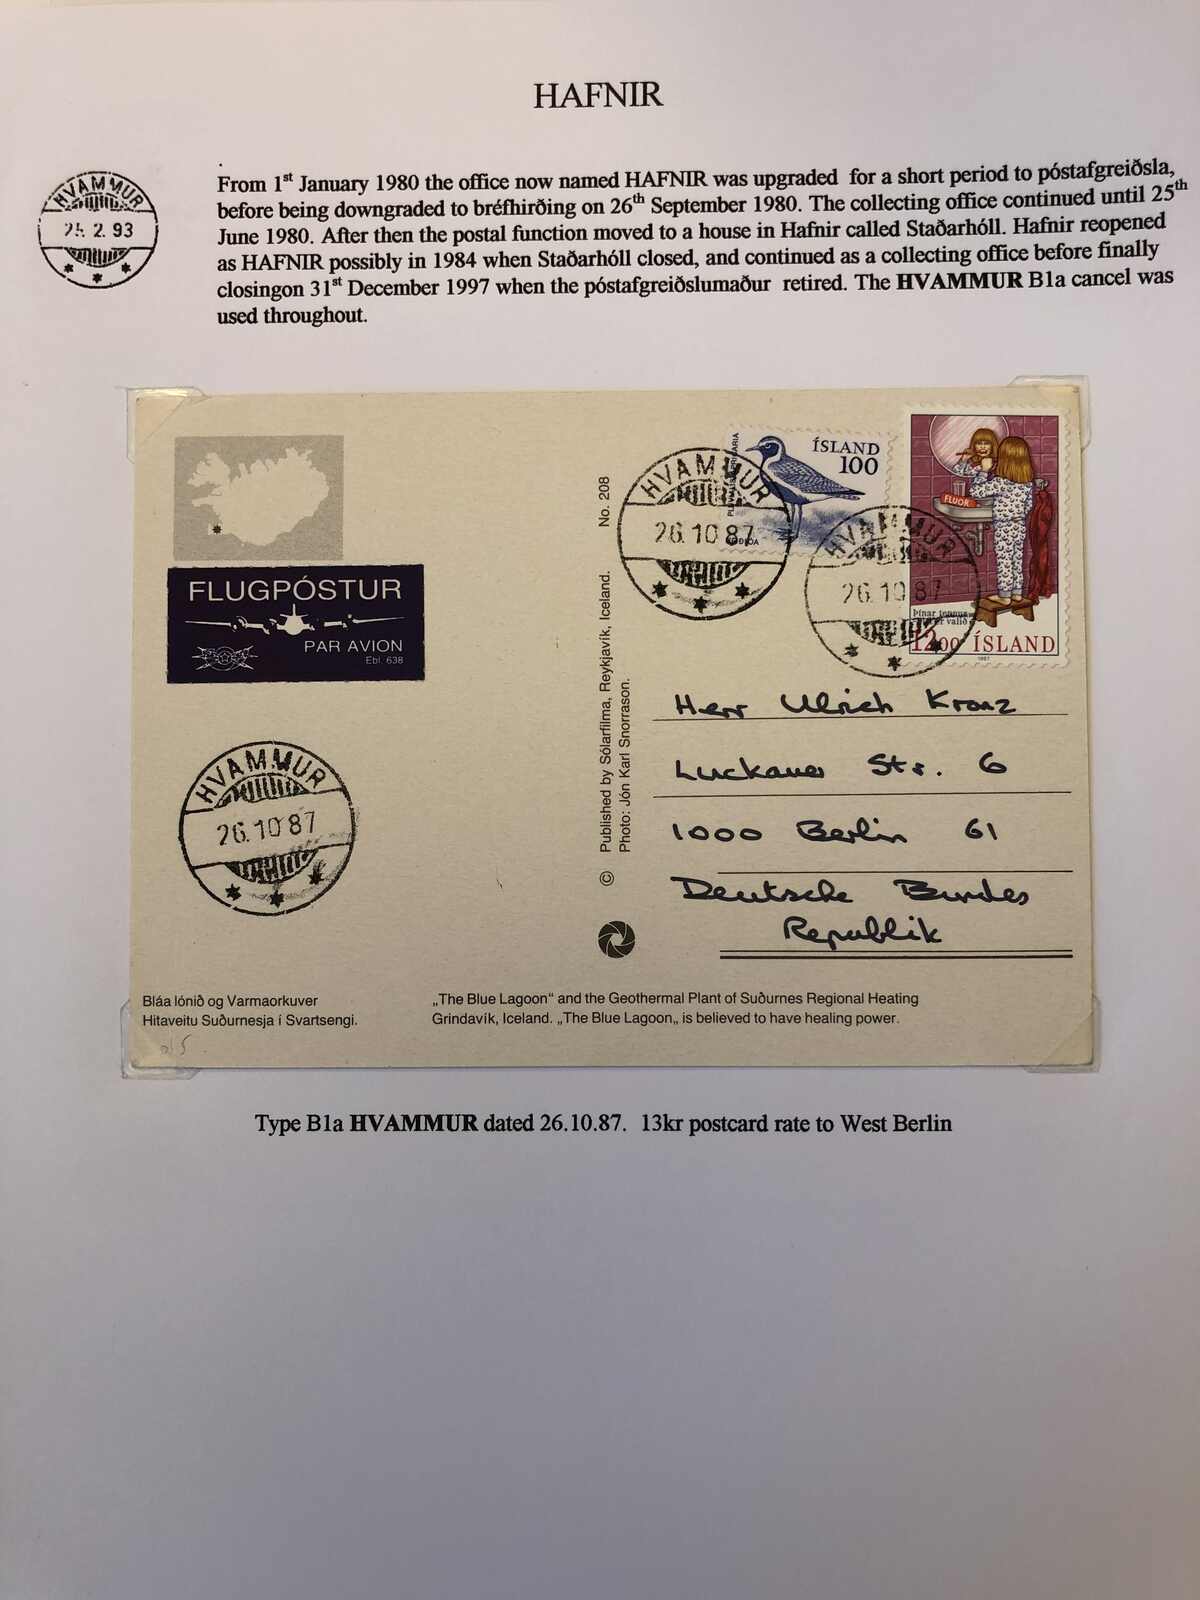 HAFNIR
HVAMMUR
25.2.93
From 1st January 1980 the office now named HAFNIR was upgraded for a short period to póstafgreiðsla,
before being downgraded to bréfhirðing on 26th September 1980. The collecting office continued until 25th
June 1980. After then the postal function moved to a house in Hafnir called Staðarhóll. Hafnir reopened
as HAFNIR possibly in 1984 when Staðarhóll closed, and continued as a collecting office before finally
closingon 31st December 1997 when the póstafgreiðslumaður retired. The HVAMMUR B1a cancel was
used throughout.
FLUGPÓSTUR
PAR AVION
Ebl. 638
HVAMMUR
26.10 87
No. 208
© Published by Sólarfilma, Reykjavík, Iceland.
Photo: Jón Karl Snorrason.
ÍSLAND
100
HVAMMUR
26.10 87
FLUOR
Þínar tennur
valið
12.00 ÍSLAND
1987
HVAMMUR
26.10 87
Herr Ulrich Kranz
Luckauer Str. 6
1000 Berlin 61
Deutsche Bundes
Republik
Bláa lónið og Varmaorkuver
Hitaveitu Suðurnesja í Svartsengi.
„The Blue Lagoon“ and the Geothermal Plant of Suðurnes Regional Heating
Grindavík, Iceland. „The Blue Lagoon„ is believed to have healing power.
Type B1a HVAMMUR dated 26.10.87. 13kr postcard rate to West Berlin